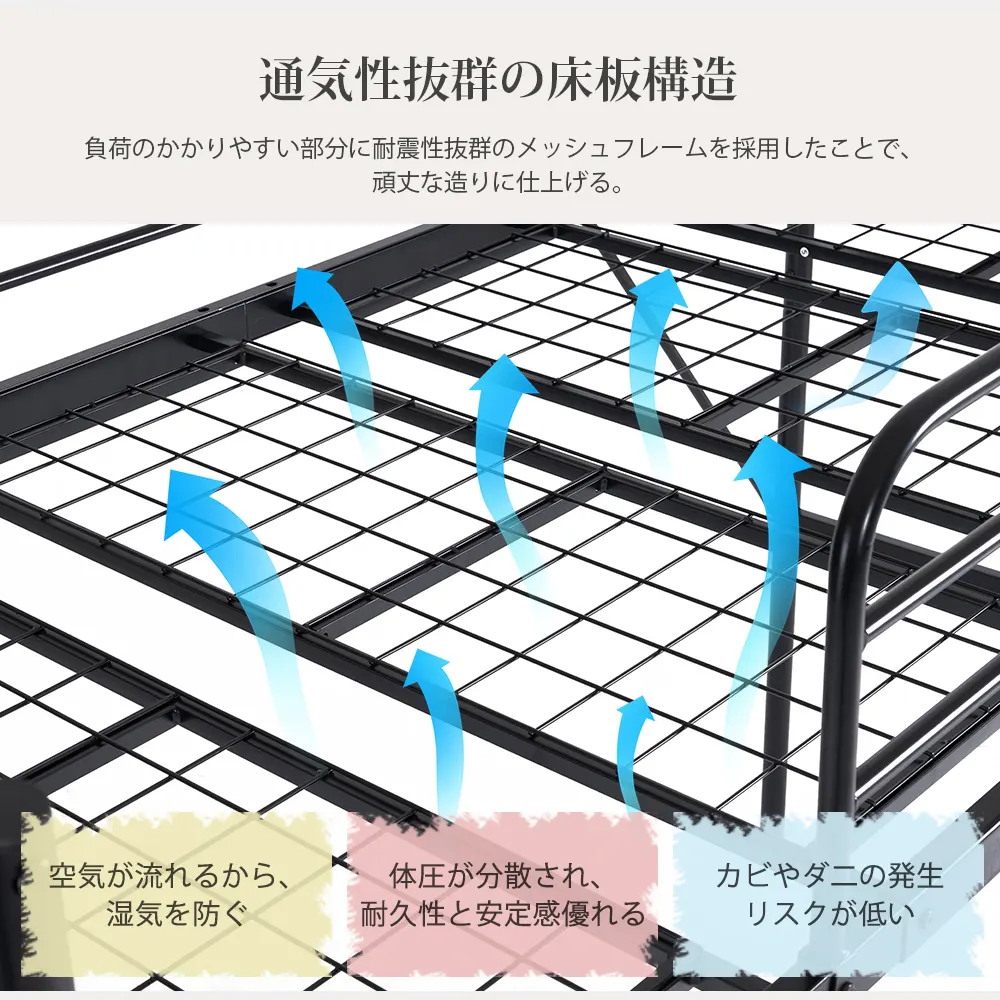 通気性抜群の床板構造
負荷のかかりやすい部分に耐震性抜群のメッシュフレームを採用したことで、
頑丈な造りに仕上げる。
空気が流れるから、
湿気を防ぐ
体圧が分散され、
耐久性と安定感優れる
カビやダニの発生
リスクが低い